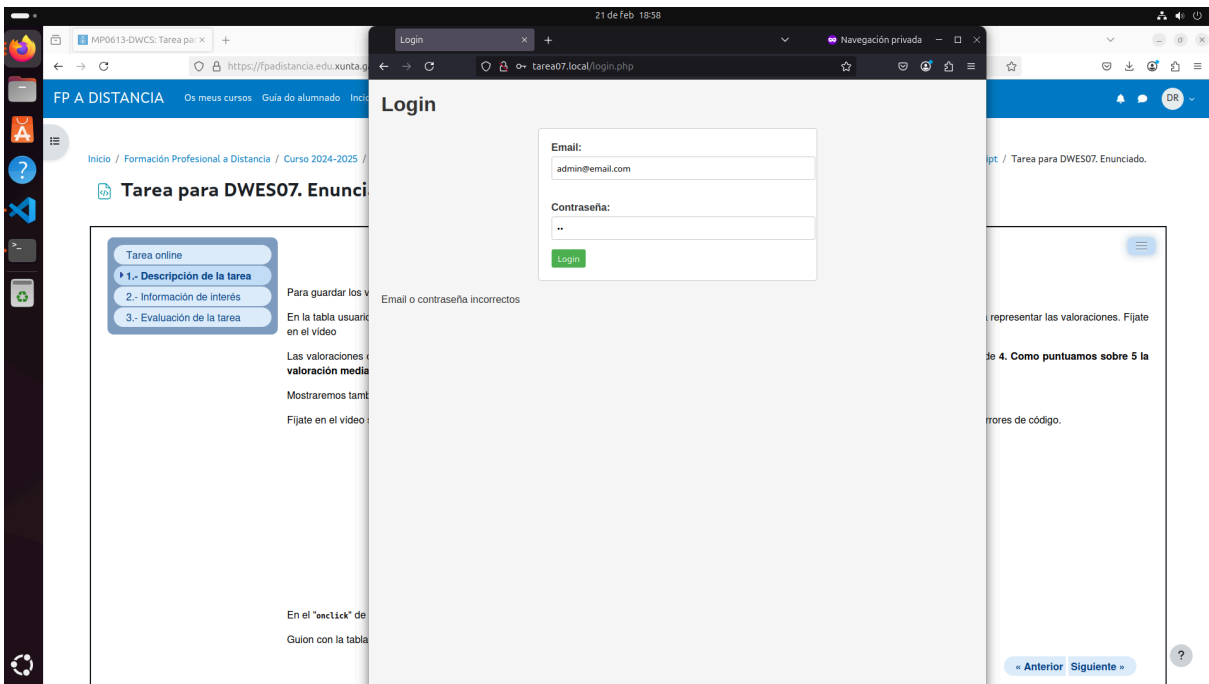 21 de feb 18:58
MP0613-DWCS: Tarea par
Login
Navegación privada
https://fpadistancia.edu.xunta.g
tarea07.local/login.php
FP A DISTANCIA
Os meus cursos
Guía do alumnado
DR
Login
Inicio / Formación Profesional a Distancia / Curso 2024-2025 /
/ Tarea para DWES07. Enunciado.
Tarea para DWES07. Enunci
Email:
admin@email.com
Contraseña:
••
Login
Email o contraseña incorrectos
Tarea online
1.- Descripción de la tarea
2.- Información de interés
3.- Evaluación de la tarea
Para guardar los v
En la tabla usuario
representar las valoraciones. Fíjate
en el vídeo
Las valoraciones
de 4. Como puntuamos sobre 5 la
valoración media
Mostraremos tamb
Fíjate en el vídeo
rrores de código.
En el "onclick" de
Guion con la tabla
« Anterior Siguiente »
?